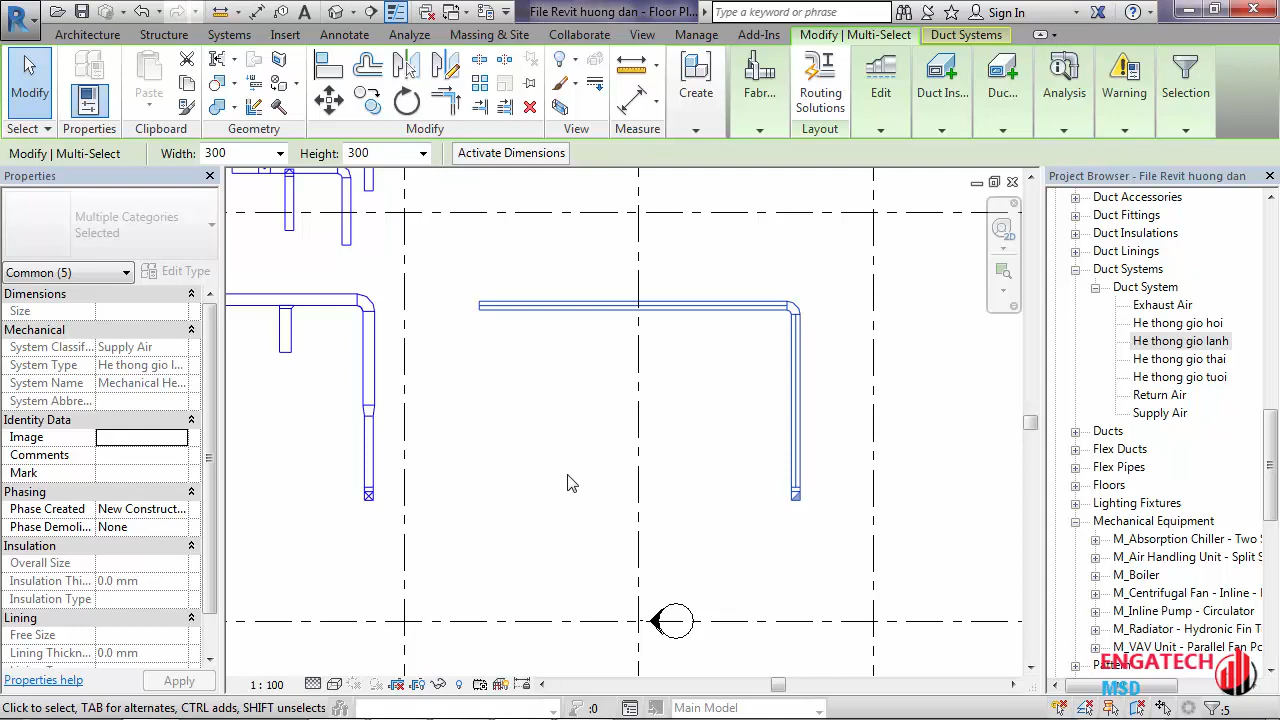 File Revit huong dan - Floor Pl...
Type a keyword or phrase
Sign In
Architecture
Structure
Systems
Insert
Annotate
Analyze
Massing & Site
Collaborate
View
Manage
Add-Ins
Modify | Multi-Select
Duct Systems
Modify
Paste
Create
Fabr...
Routing
Solutions
Edit
Duct Ins...
Duc...
Analysis
Warning
Selection
Select
Properties
Clipboard
Geometry
Modify
View
Measure
Layout
Modify | Multi-Select
Width: 300
Height: 300
Activate Dimensions
Properties
Multiple Categories
Selected
Common (5)
Edit Type
Dimensions
Size
Mechanical
System Classif... Supply Air
System Type He thong gio l...
System Name Mechanical He...
System Abbre...
Identity Data
Image
Comments
Mark
Phasing
Phase Created New Construct...
Phase Demoli... None
Insulation
Overall Size
Insulation Thi... 0.0 mm
Insulation Type
Lining
Free Size
Lining Thickn... 0.0 mm
Properties help
Apply
2D
Project Browser - File Revit huong dan
Duct Accessories
Duct Fittings
Duct Insulations
Duct Linings
Duct Systems
Duct System
Exhaust Air
He thong gio hoi
He thong gio lanh
He thong gio thai
He thong gio tuoi
Return Air
Supply Air
Ducts
Flex Ducts
Flex Pipes
Floors
Lighting Fixtures
Mechanical Equipment
M_Absorption Chiller - Two S
M_Air Handling Unit - Split S
M_Boiler
M_Centrifugal Fan - Inline -
M_Inline Pump - Circulator
M_Radiator - Hydronic Fin T
M_VAV Unit - Parallel Fan Po
ENGATECH
MSD
1 : 100
Click to select, TAB for alternates, CTRL adds, SHIFT unselects
:0
Main Model
:5